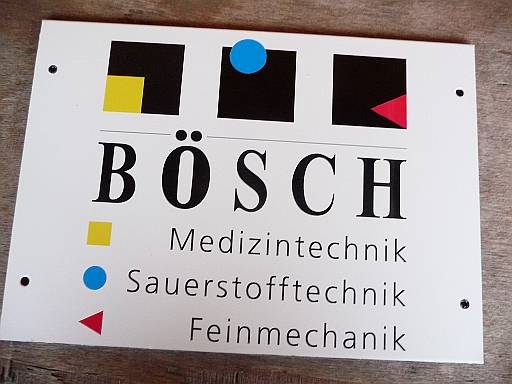 BÖSCH
Medizintechnik
Sauerstofftechnik
Feinmechanik